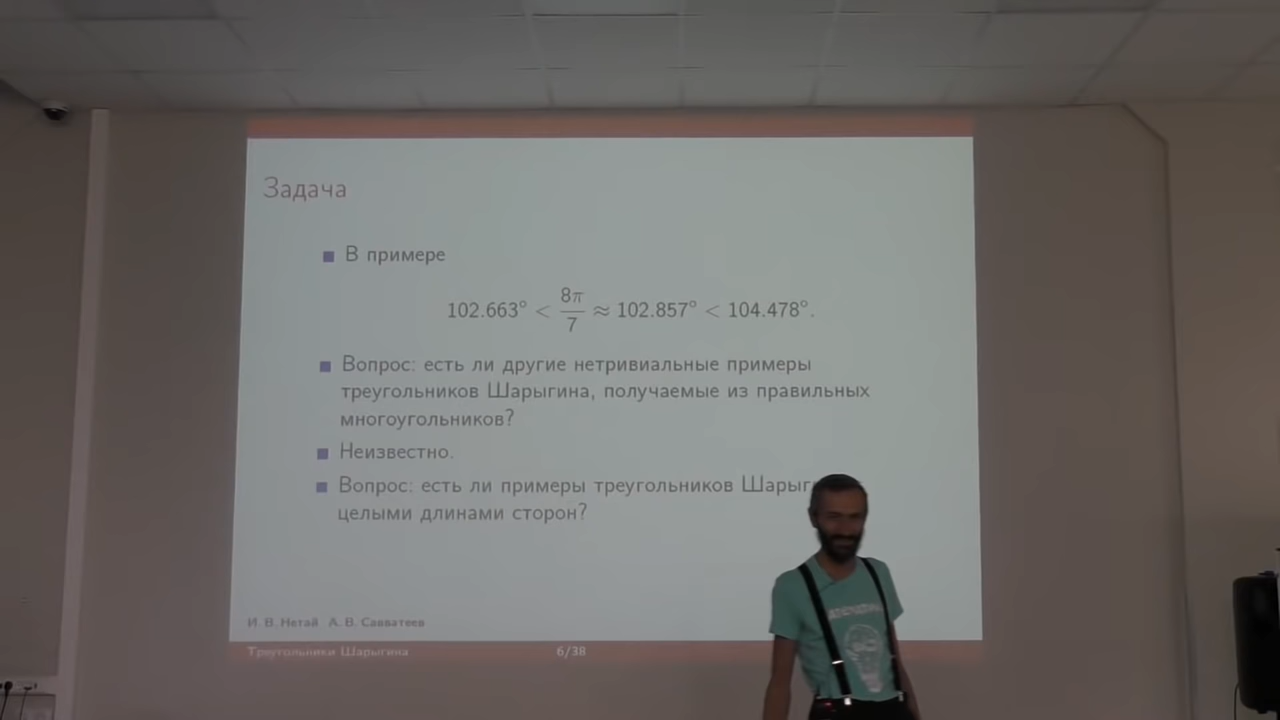 Задача
В примере
102.663° < 8π/7 ≈ 102.857° < 104.478°.
Вопрос: есть ли другие нетривиальные примеры
треугольников Шарыгина, получаемые из правильных
многоугольников?
Неизвестно.
Вопрос: есть ли примеры треугольников Шарыг
целыми длинами сторон?
И. В. Нетай А. В. Савватеев
Треугольники Шарыгина 6/38